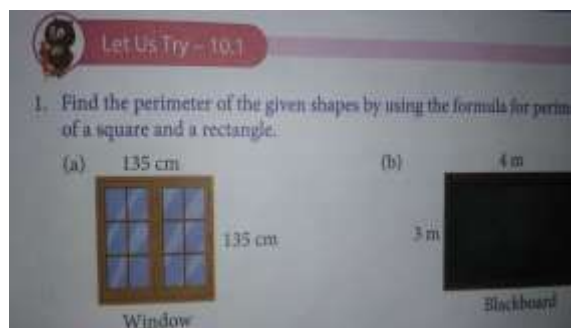 Let Us Try – 10.1
1. Find the perimeter of the given shapes by using the formula for perim
of a square and a rectangle.
(a) 135 cm (b) 4 m
135 cm 3 m
Window Blackboard